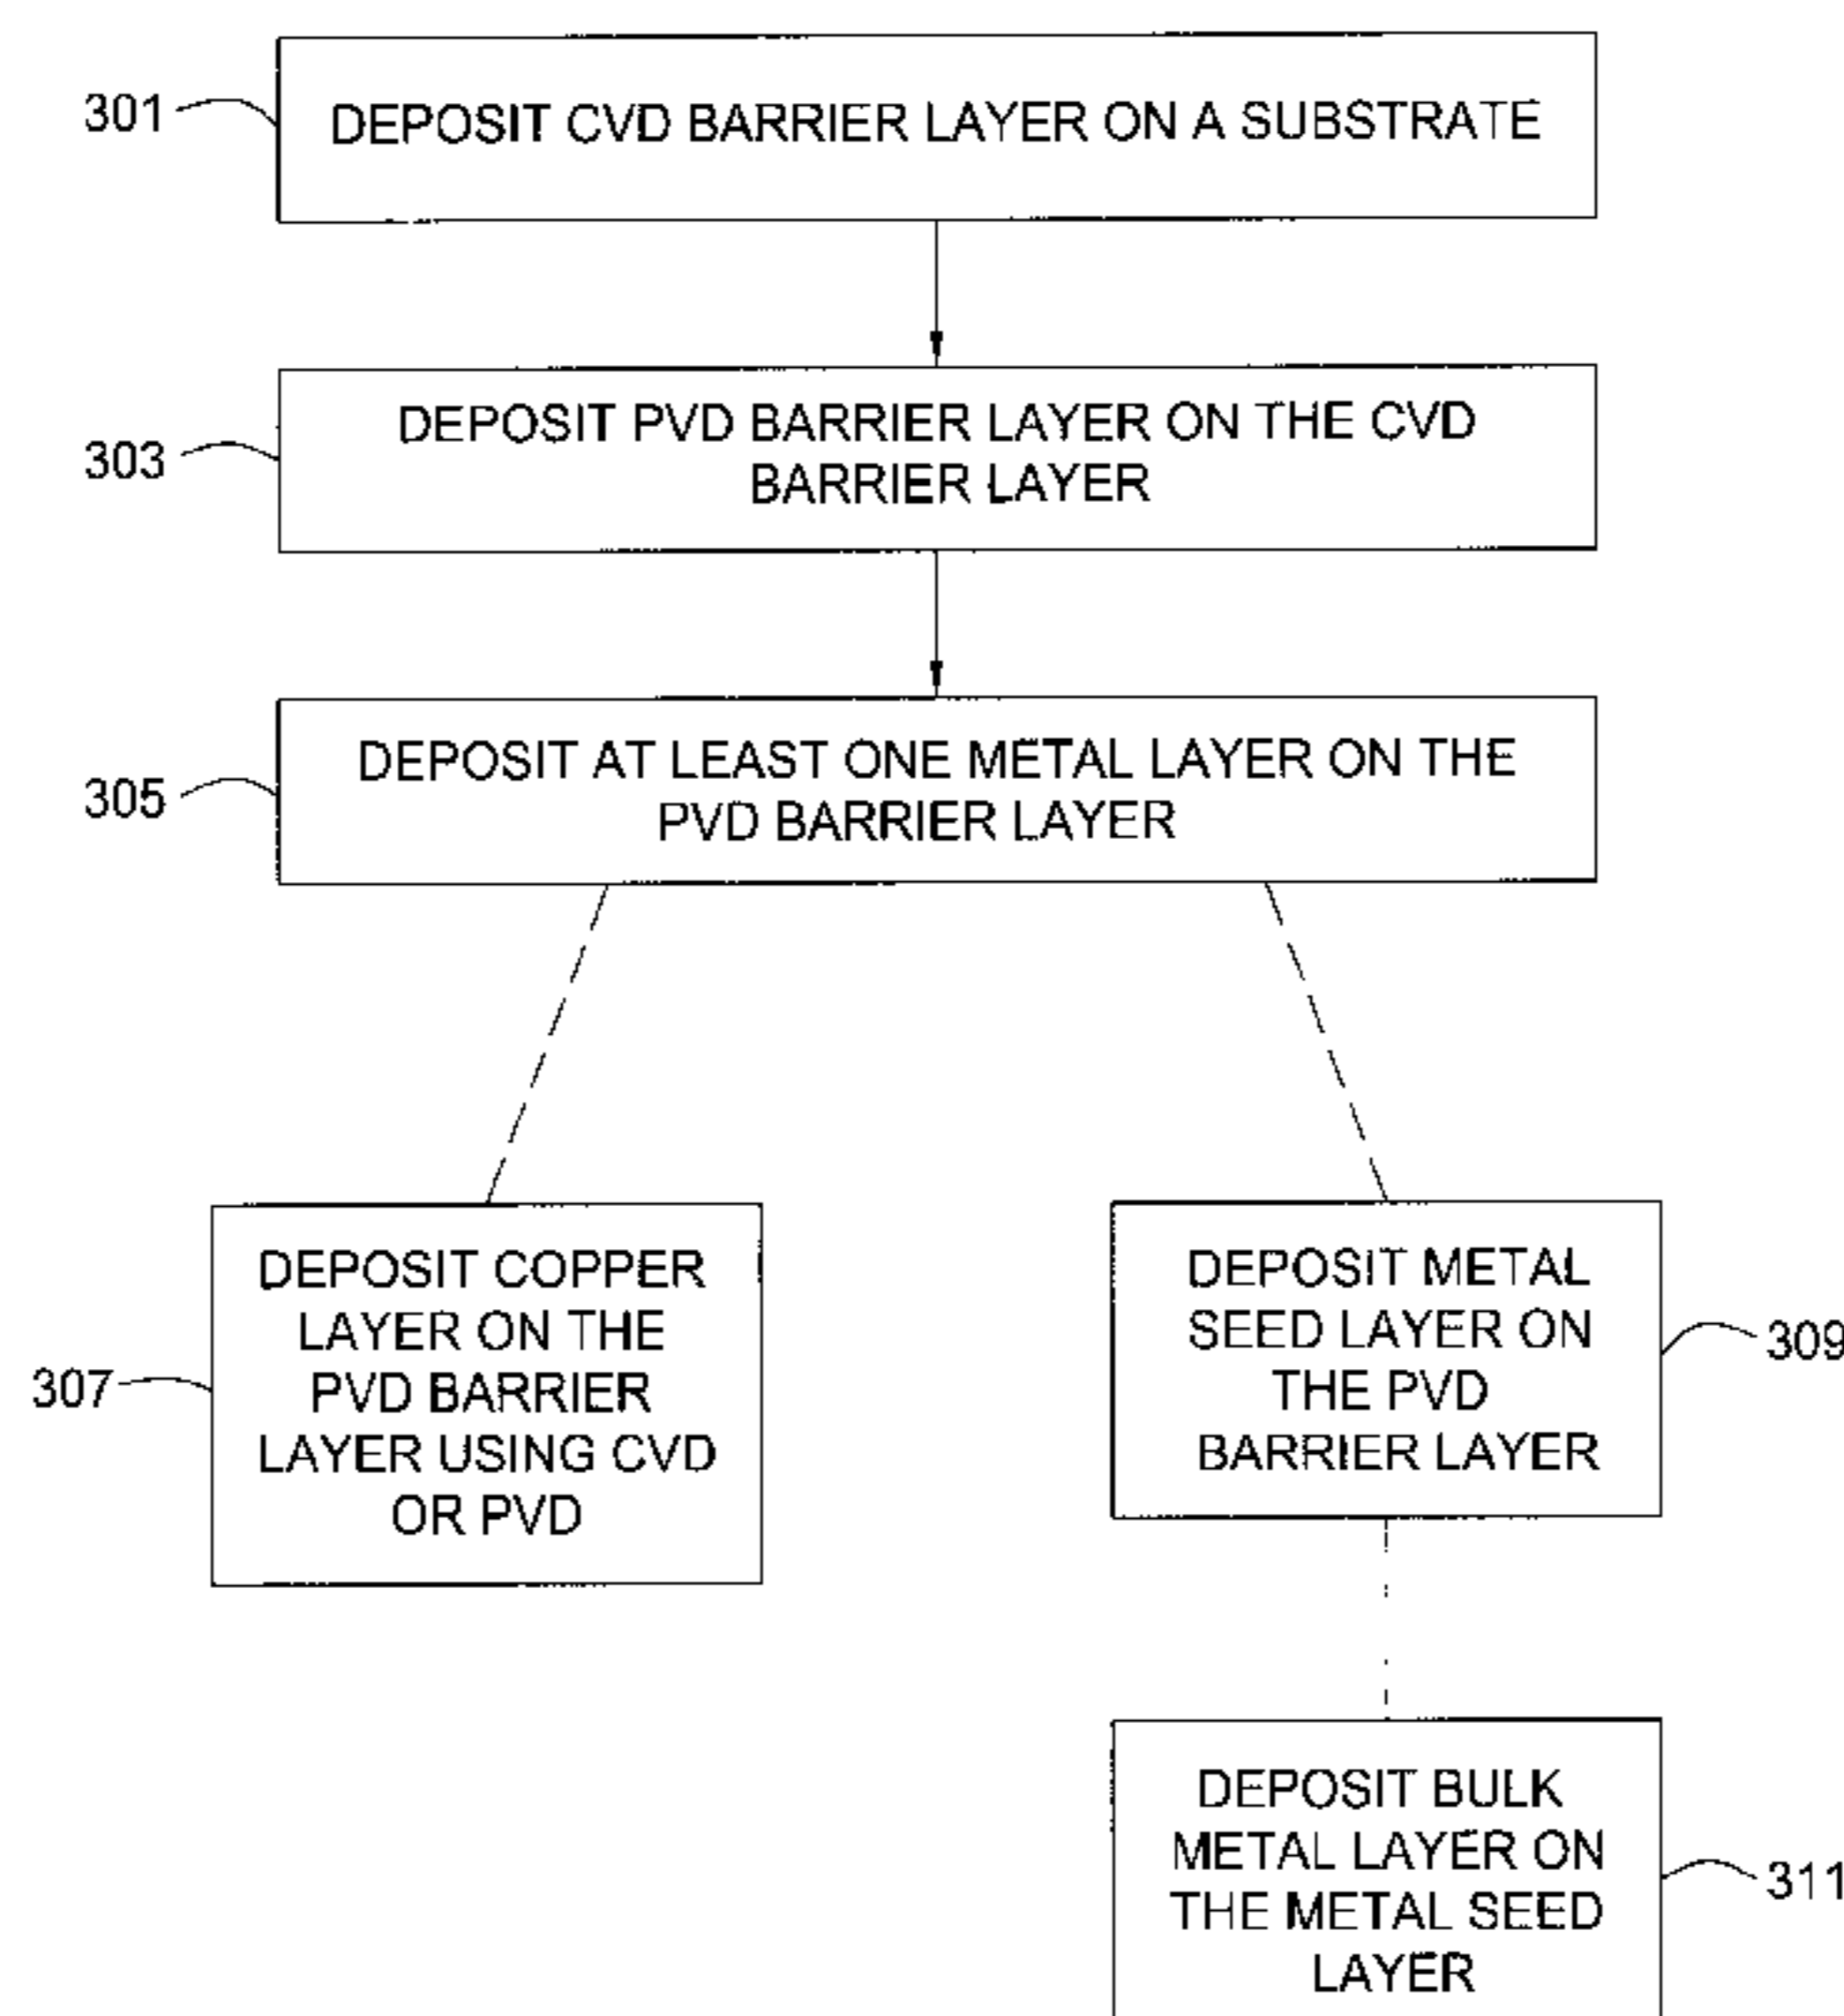 301
DEPOSIT CVD BARRIER LAYER ON A SUBSTRATE
303
DEPOSIT PVD BARRIER LAYER ON THE CVD
BARRIER LAYER
305
DEPOSIT AT LEAST ONE METAL LAYER ON THE
PVD BARRIER LAYER
307
DEPOSIT COPPER
LAYER ON THE
PVD BARRIER
LAYER USING CVD
OR PVD
DEPOSIT METAL
SEED LAYER ON
THE PVD
BARRIER LAYER
309
DEPOSIT BULK
METAL LAYER ON
THE METAL SEED
LAYER
311